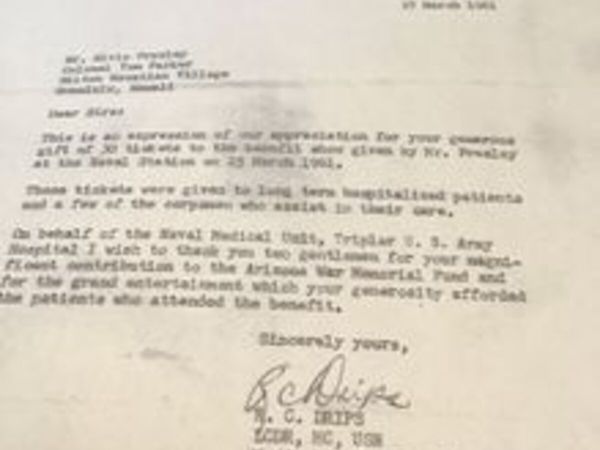 27 March 1961
Mr. Elvis Presley
Colonel Tom Parker
Hilton Hawaiian Village
Honolulu, Hawaii
Dear Sirs:
This is an expression of our appreciation for your generous
gift of 30 tickets to the benefit show given by Mr. Presley
at the Naval Station on 25 March 1961.
These tickets were given to long term hospitalized patients
and a few of the corpsmen who assist in their care.
On behalf of the Naval Medical Unit, Tripler U. S. Army
Hospital I wish to thank you two gentlemen for your magni-
ficent contribution to the Arizona War Memorial Fund and
for the grand entertainment which your generosity afforded
the patients who attended the benefit.
Sincerely yours,
R C Drips
R. C. DRIPS
LCDR, MC, USN